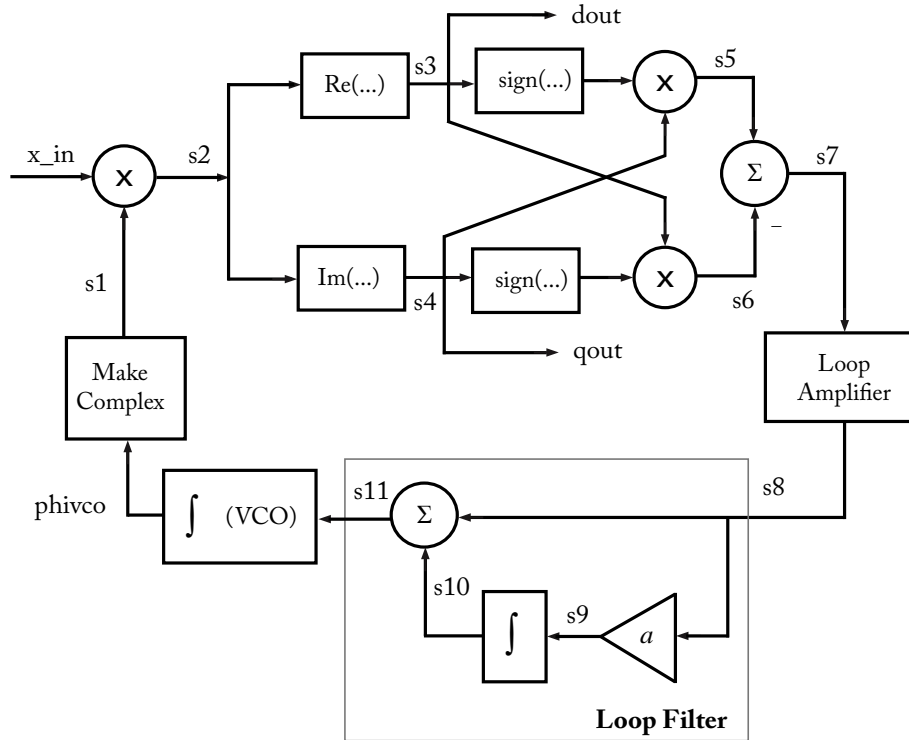 dout
s3
s5
Re(...)
sign(...)
X
x_in
s2
s7
X
Σ
–
s1
Im(...)
s4
sign(...)
X
s6
qout
Make
Complex
Loop
Amplifier
s8
phivco
∫ (VCO)
s11
Σ
s10
s9
∫
a
Loop Filter